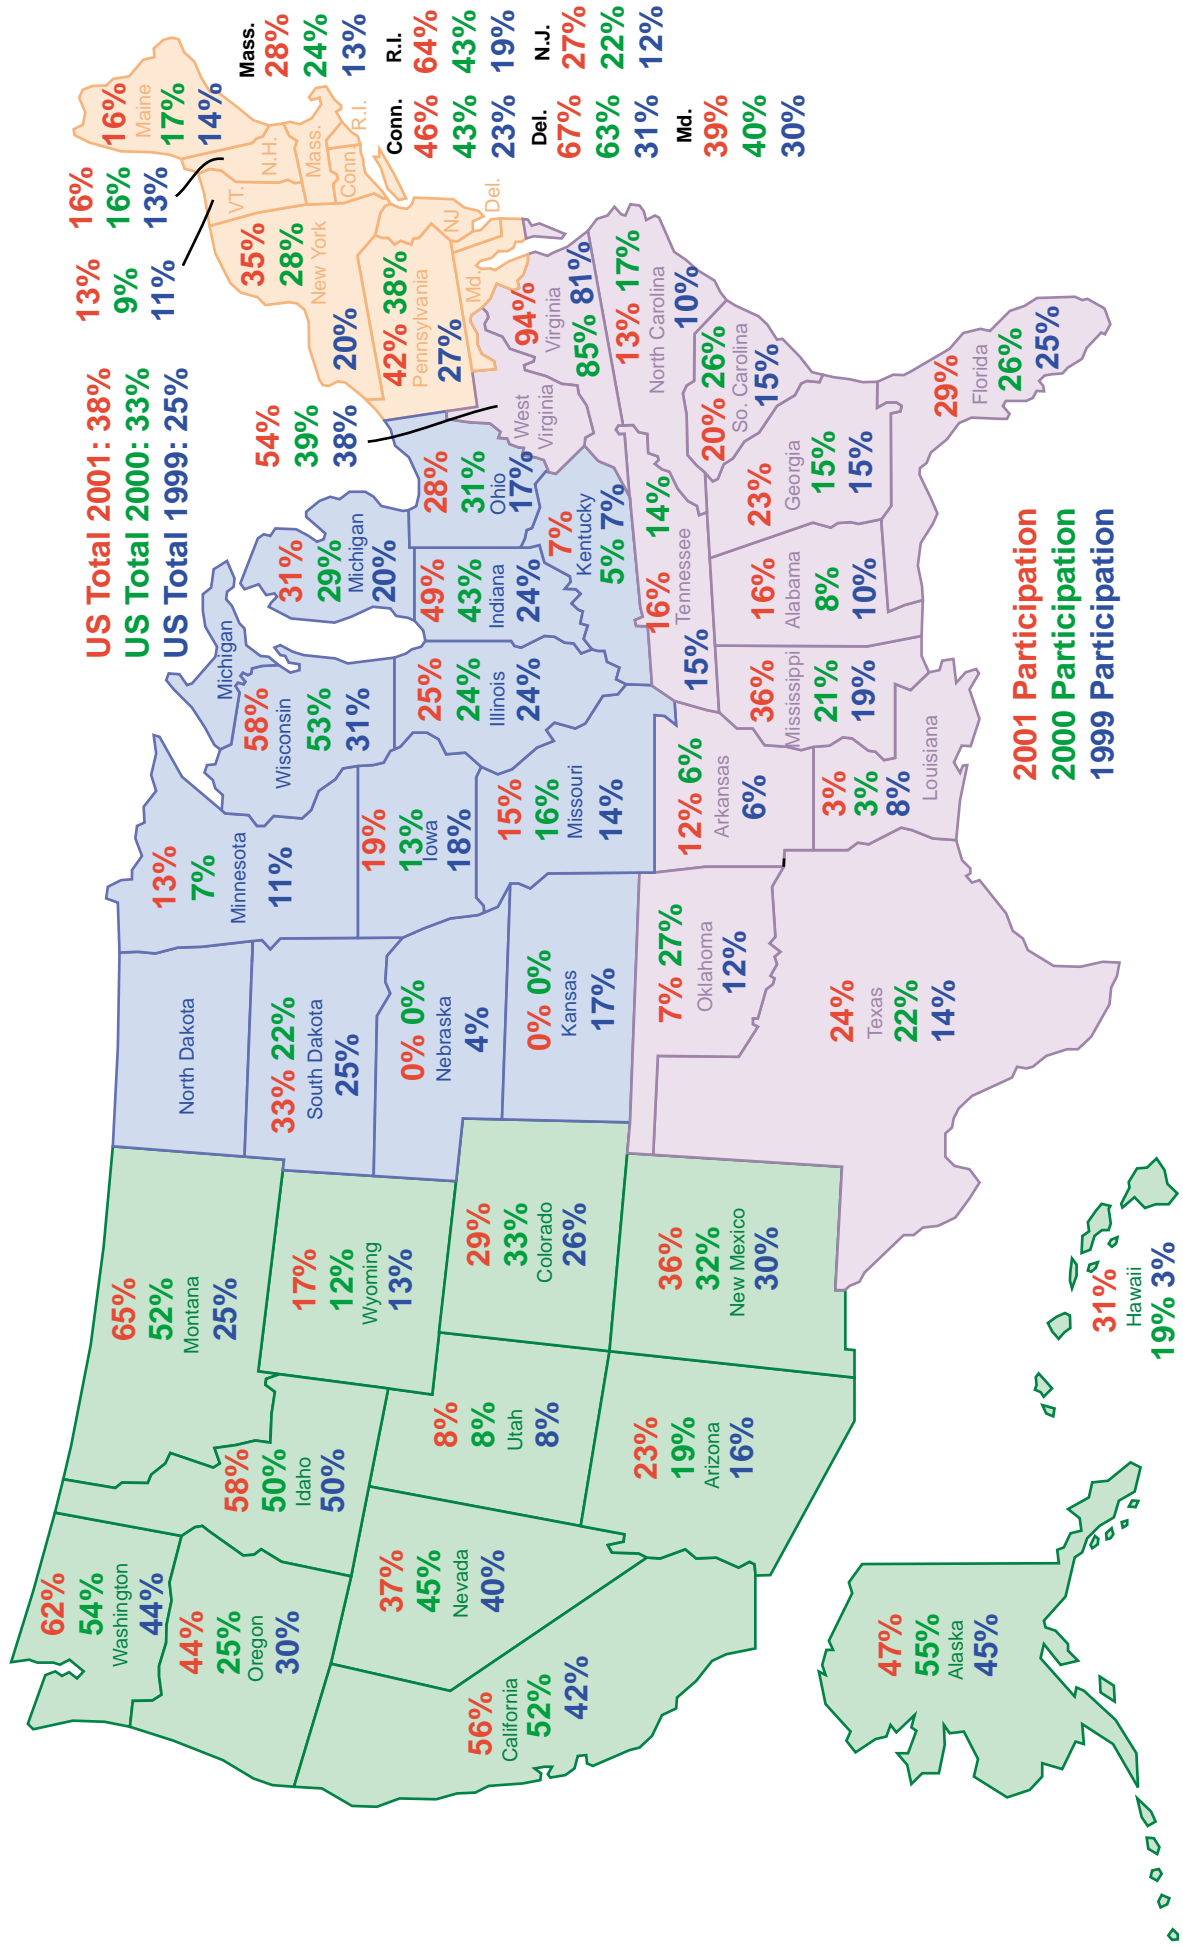 US Total 2001: 38%
US Total 2000: 33%
US Total 1999: 25%
62%
54%
Washington
44%
44%
25%
Oregon
30%
56%
California
52%
42%
37%
45%
Nevada
40%
58%
50%
Idaho
50%
65%
52%
Montana
25%
17%
12%
Wyoming
13%
8%
8%
Utah
8%
29%
33%
Colorado
26%
23%
19%
Arizona
16%
36%
32%
New Mexico
30%
47%
55%
Alaska
45%
31%
Hawaii
19% 3%
North Dakota
33% 22%
South Dakota
25%
0% 0%
Nebraska
4%
0% 0%
Kansas
17%
13%
7%
Minnesota
11%
19%
13%
Iowa
18%
15%
16%
Missouri
14%
Michigan
58%
Wisconsin
53%
31%
25%
24%
Illinois
24%
31%
29%
Michigan
20%
49%
43%
Indiana
24%
28%
31%
Ohio
17%
7%
Kentucky
5% 7%
7% 27%
Oklahoma
12%
24%
Texas
22%
14%
12% 6%
Arkansas
6%
3%
3%
8%
Louisiana
16% 14%
Tennessee
15%
36%
Mississippi
21%
19%
16%
Alabama
8%
10%
23%
Georgia
15%
15%
29%
Florida
26%
25%
20% 26%
So. Carolina
15%
13% 17%
North Carolina
10%
94%
Virginia
85% 81%
54%
39%
38%
West
Virginia
42% 38%
Pennsylvania
27%
35%
28%
New York
20%
13%
9%
11%
VT.
16%
16%
13%
N.H.
16%
Maine
17%
14%
Mass.
Conn.
R.I.
NJ
Del.
Md.
Mass.
28%
24%
13%
Conn.
46%
43%
23%
R.I.
64%
43%
19%
Del.
67%
63%
31%
N.J.
27%
22%
12%
Md.
39%
40%
30%
2001 Participation
2000 Participation
1999 Participation